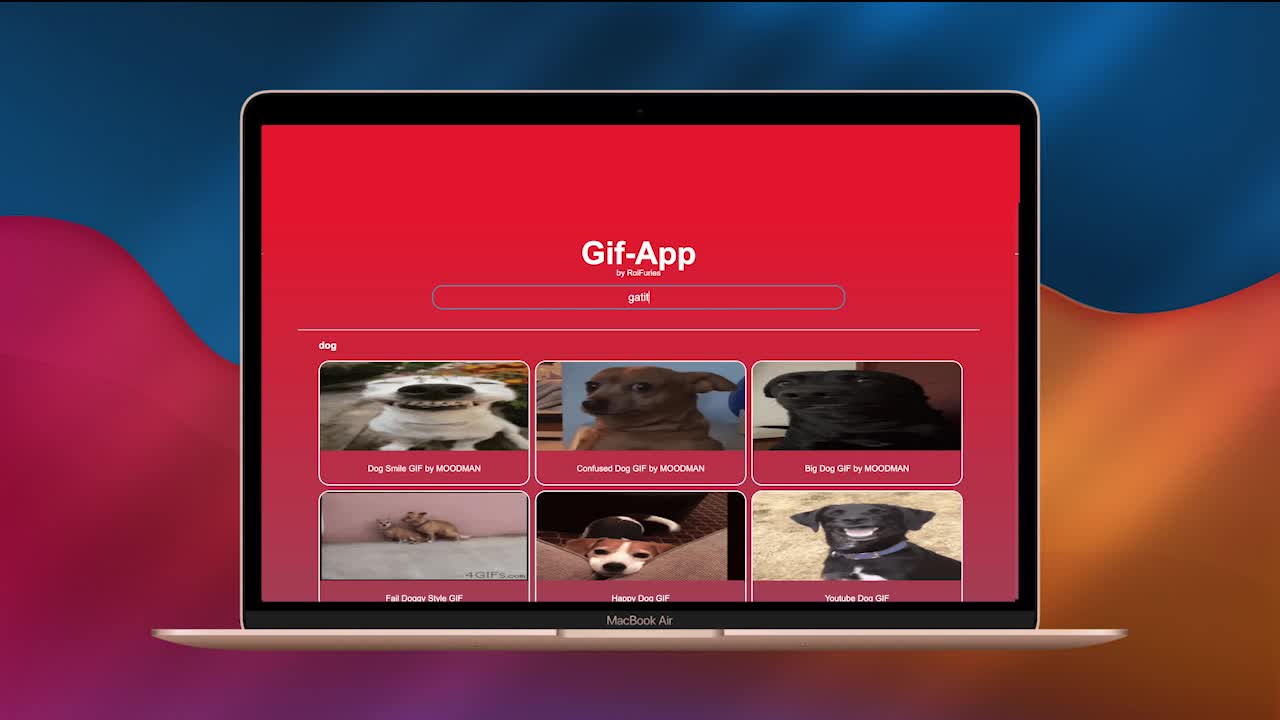 Gif-App
by RolFuries
gatit
dog
Dog Smile GIF by MOODMAN
Confused Dog GIF by MOODMAN
Big Dog GIF by MOODMAN
4GIFs.com
Fail Doggy Style GIF
Happy Dog GIF
Youtube Dog GIF
MacBook Air